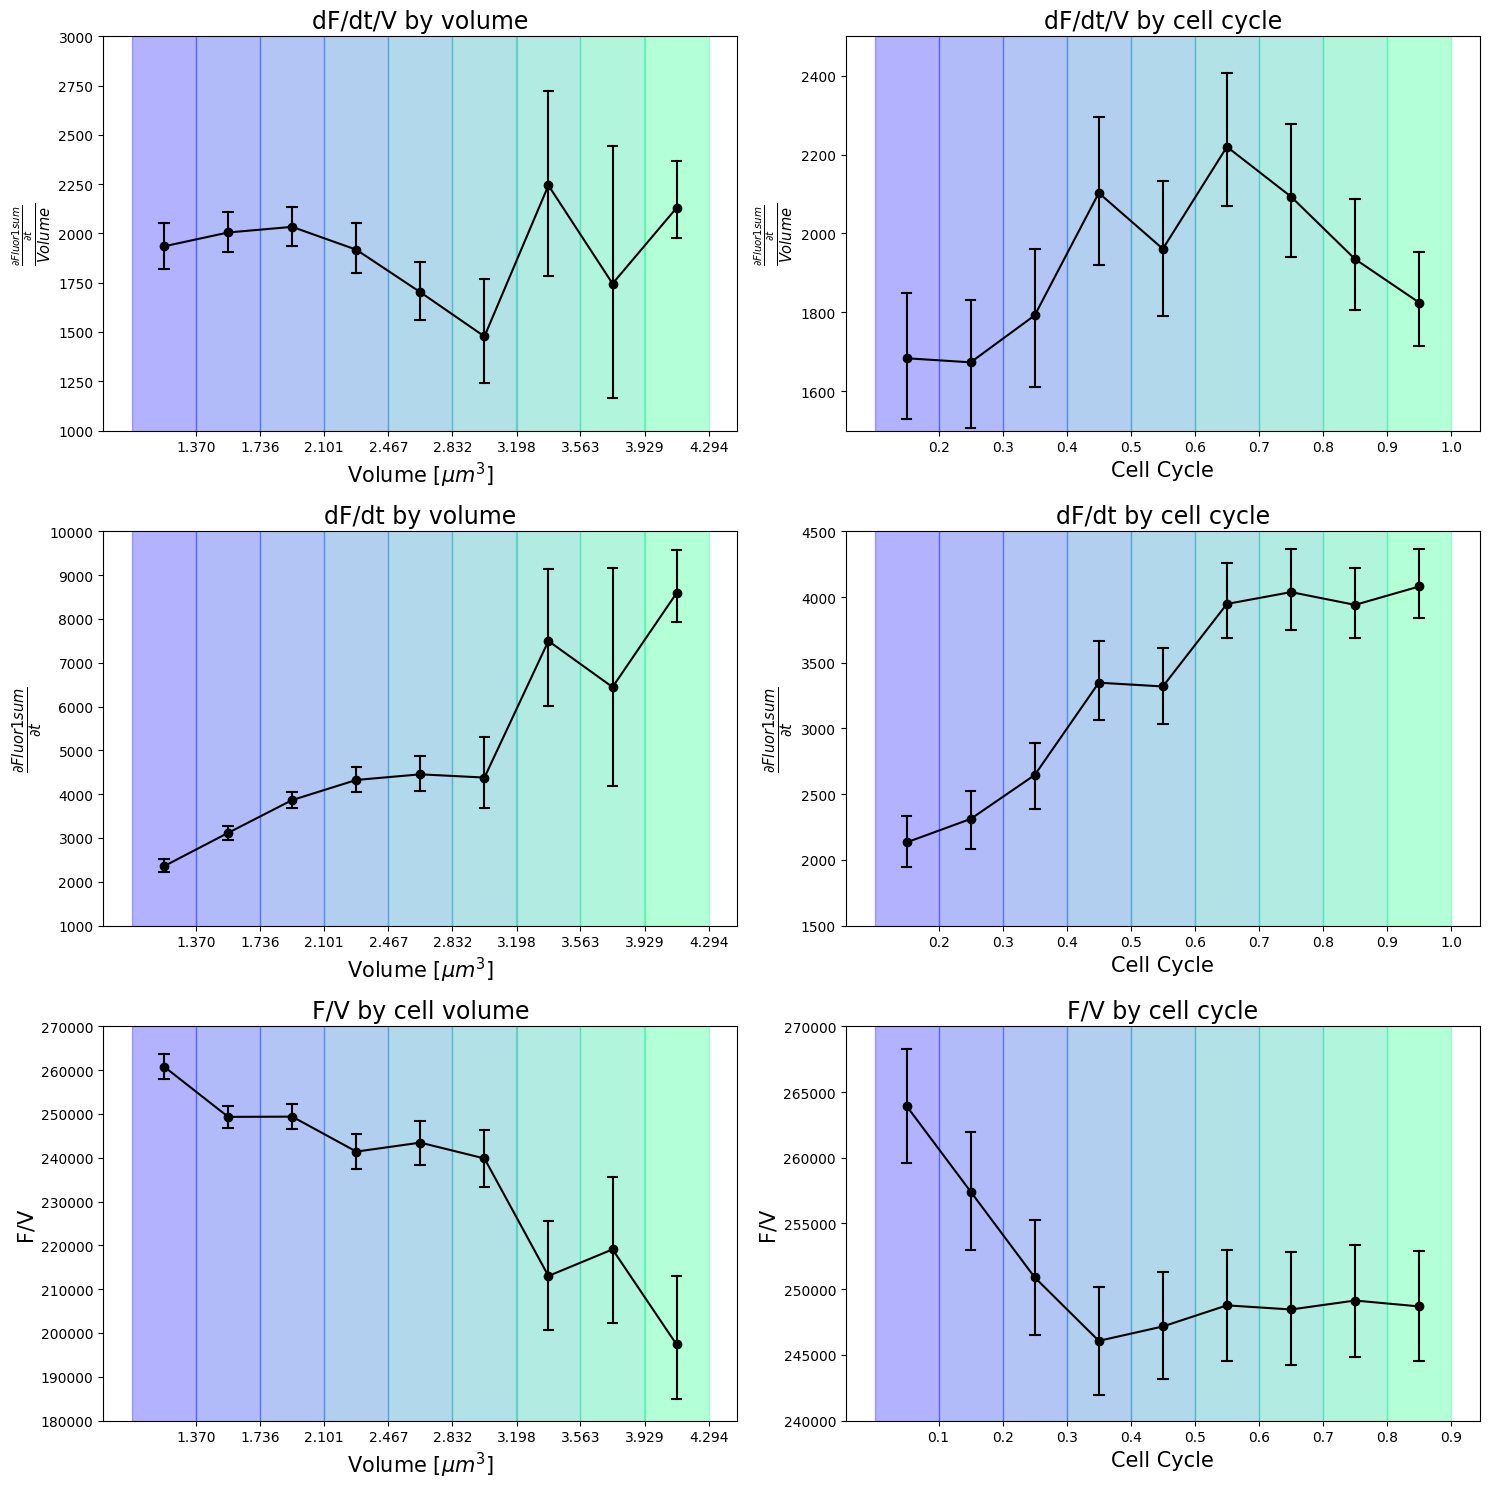 dF/dt/V by volume
3000
2750
2500
2250
2000
1750
1500
1250
1000
∂Fluor1sum
∂t
Volume
1.370 1.736 2.101 2.467 2.832 3.198 3.563 3.929 4.294
Volume [μm³]
dF/dt/V by cell cycle
2400
2200
2000
1800
1600
∂Fluor1sum
∂t
Volume
0.2 0.3 0.4 0.5 0.6 0.7 0.8 0.9 1.0
Cell Cycle
dF/dt by volume
10000
9000
8000
7000
6000
5000
4000
3000
2000
1000
∂Fluor1sum
∂t
1.370 1.736 2.101 2.467 2.832 3.198 3.563 3.929 4.294
Volume [μm³]
dF/dt by cell cycle
4500
4000
3500
3000
2500
2000
1500
∂Fluor1sum
∂t
0.2 0.3 0.4 0.5 0.6 0.7 0.8 0.9 1.0
Cell Cycle
F/V by cell volume
270000
260000
250000
240000
230000
220000
210000
200000
190000
180000
F/V
1.370 1.736 2.101 2.467 2.832 3.198 3.563 3.929 4.294
Volume [μm³]
F/V by cell cycle
270000
265000
260000
255000
250000
245000
240000
F/V
0.1 0.2 0.3 0.4 0.5 0.6 0.7 0.8 0.9
Cell Cycle